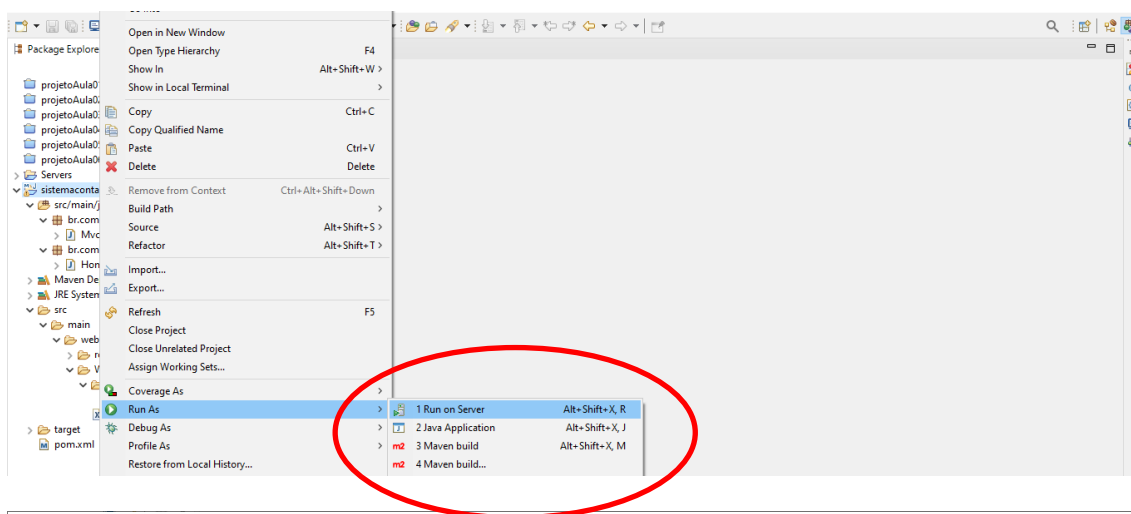 Open in New Window
Package Explore
Open Type Hierarchy F4
Show In Alt+Shift+W >
projetoAula0
Show in Local Terminal >
projetoAula0
projetoAula0
Copy Ctrl+C
projetoAula0
Copy Qualified Name
projetoAula0
Paste Ctrl+V
projetoAula0
Delete Delete
Servers
sistemaconta
Remove from Context Ctrl+Alt+Shift+Down
src/main/j
Build Path >
br.com
Source Alt+Shift+S >
Mvc
Refactor Alt+Shift+T >
br.com
Hon
Import...
Maven De
Export...
JRE System
src
Refresh F5
main
Close Project
web
Close Unrelated Project
Assign Working Sets...
Coverage As >
Run As >
1 Run on Server Alt+Shift+X, R
target
Debug As >
2 Java Application Alt+Shift+X, J
pom.xml
Profile As >
m2 3 Maven build Alt+Shift+X, M
Restore from Local History...
m2 4 Maven build...